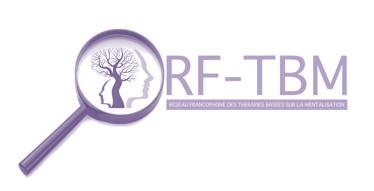 RF-TBM
RÉSEAU FRANCOPHONE DES THÉRAPIES BASÉES SUR LA MENTALISATION